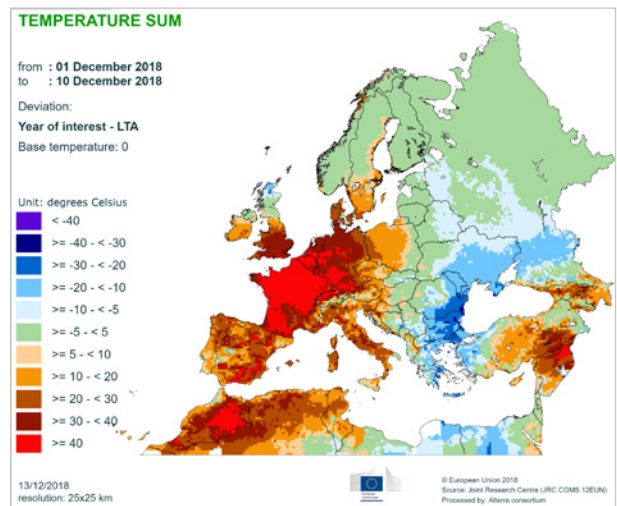 TEMPERATURE SUM
from : 01 December 2018
to : 10 December 2018
Deviation:
Year of interest - LTA
Base temperature: 0
Unit: degrees Celsius
< -40
>= -40 - < -30
>= -30 - < -20
>= -20 - < -10
>= -10 - < -5
>= -5 - < 5
>= 5 - < 10
>= 10 - < 20
>= 20 - < 30
>= 30 - < 40
>= 40
13/12/2018
resolution: 25x25 km
European
Commission
© European Union 2018
Source: Joint Research Centre (JRC CGMS 12EUN)
Processed by: Alterra consortium